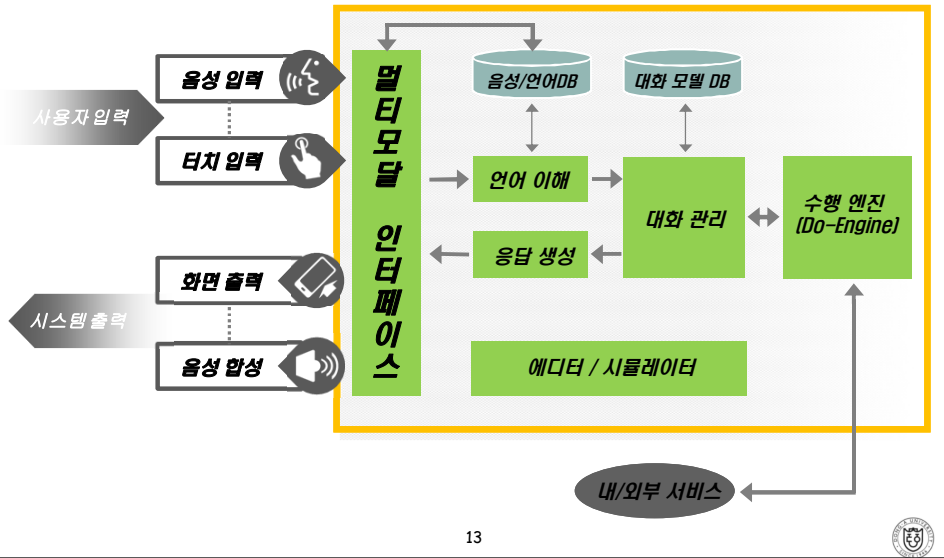 음성 입력
사용자 입력
터치 입력
화면 출력
시스템 출력
음성 합성
멀티모달 인터페이스
음성/언어DB
대화 모델 DB
언어 이해
응답 생성
대화 관리
수행 엔진
(Do-Engine)
에디터 / 시뮬레이터
내/외부 서비스
13